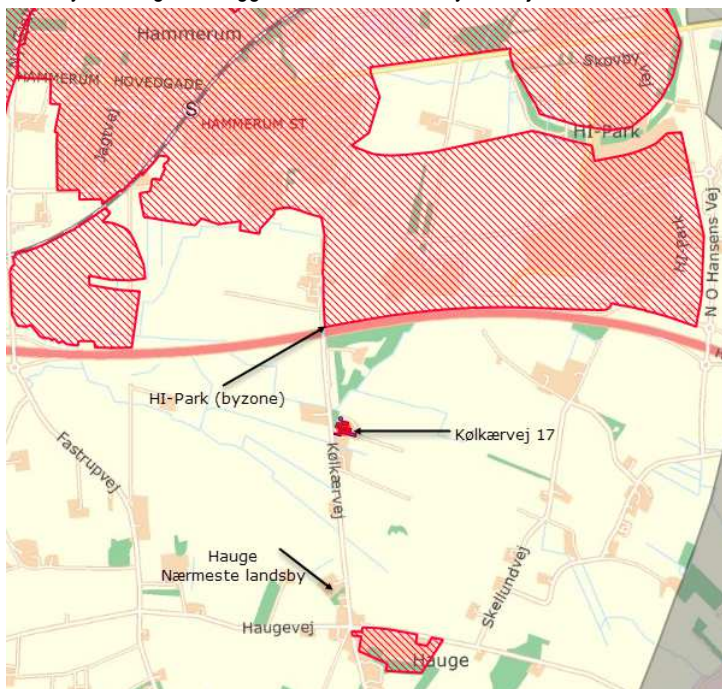 Hammerum
Skovby
vej
HAMMERUM HOVEDGADE
S
HAMMERUM ST
HI-Park
Jagtvej
HI-Park
N O Hansens Vej
HI-Park (byzone)
Kølkærvej 17
Fastrupvej
Kølkærvej
Hauge
Nærmeste landsby
Skellundvej
Haugevej
Hauge